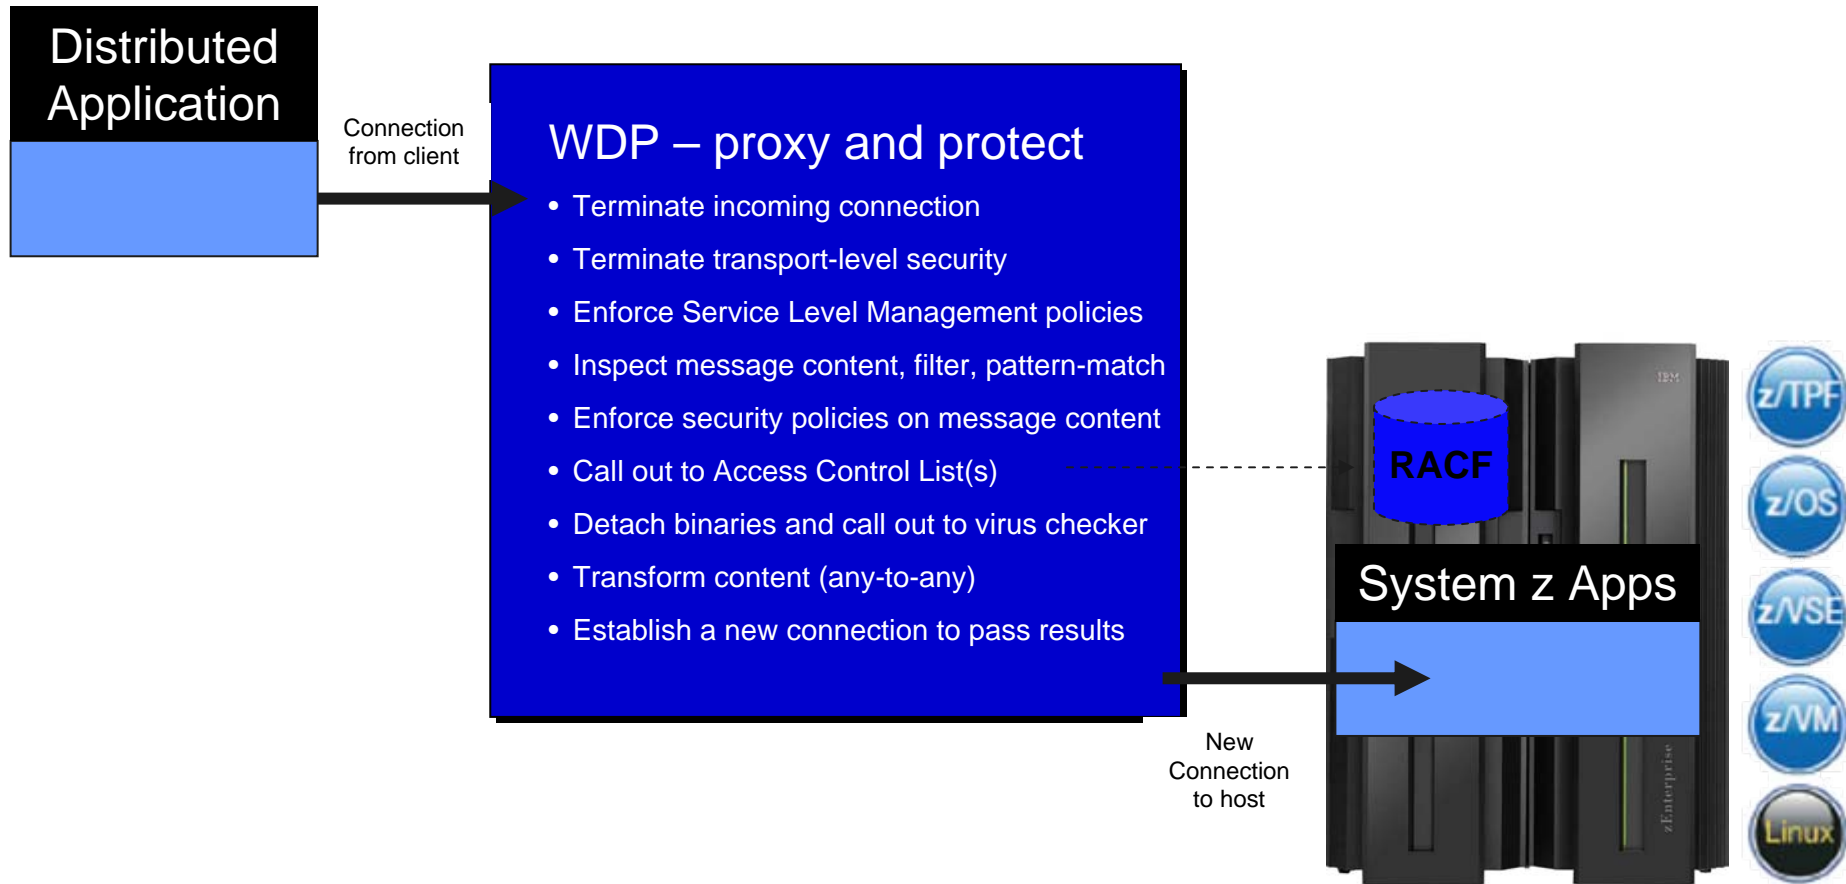 Distributed
Application
Connection
from client
WDP – proxy and protect
• Terminate incoming connection
• Terminate transport-level security
• Enforce Service Level Management policies
• Inspect message content, filter, pattern-match
• Enforce security policies on message content
• Call out to Access Control List(s)
• Detach binaries and call out to virus checker
• Transform content (any-to-any)
• Establish a new connection to pass results
New
Connection
to host
IBM
RACF
System z Apps
zEnterprise
z/TPF
z/OS
z/VSE
z/VM
Linux